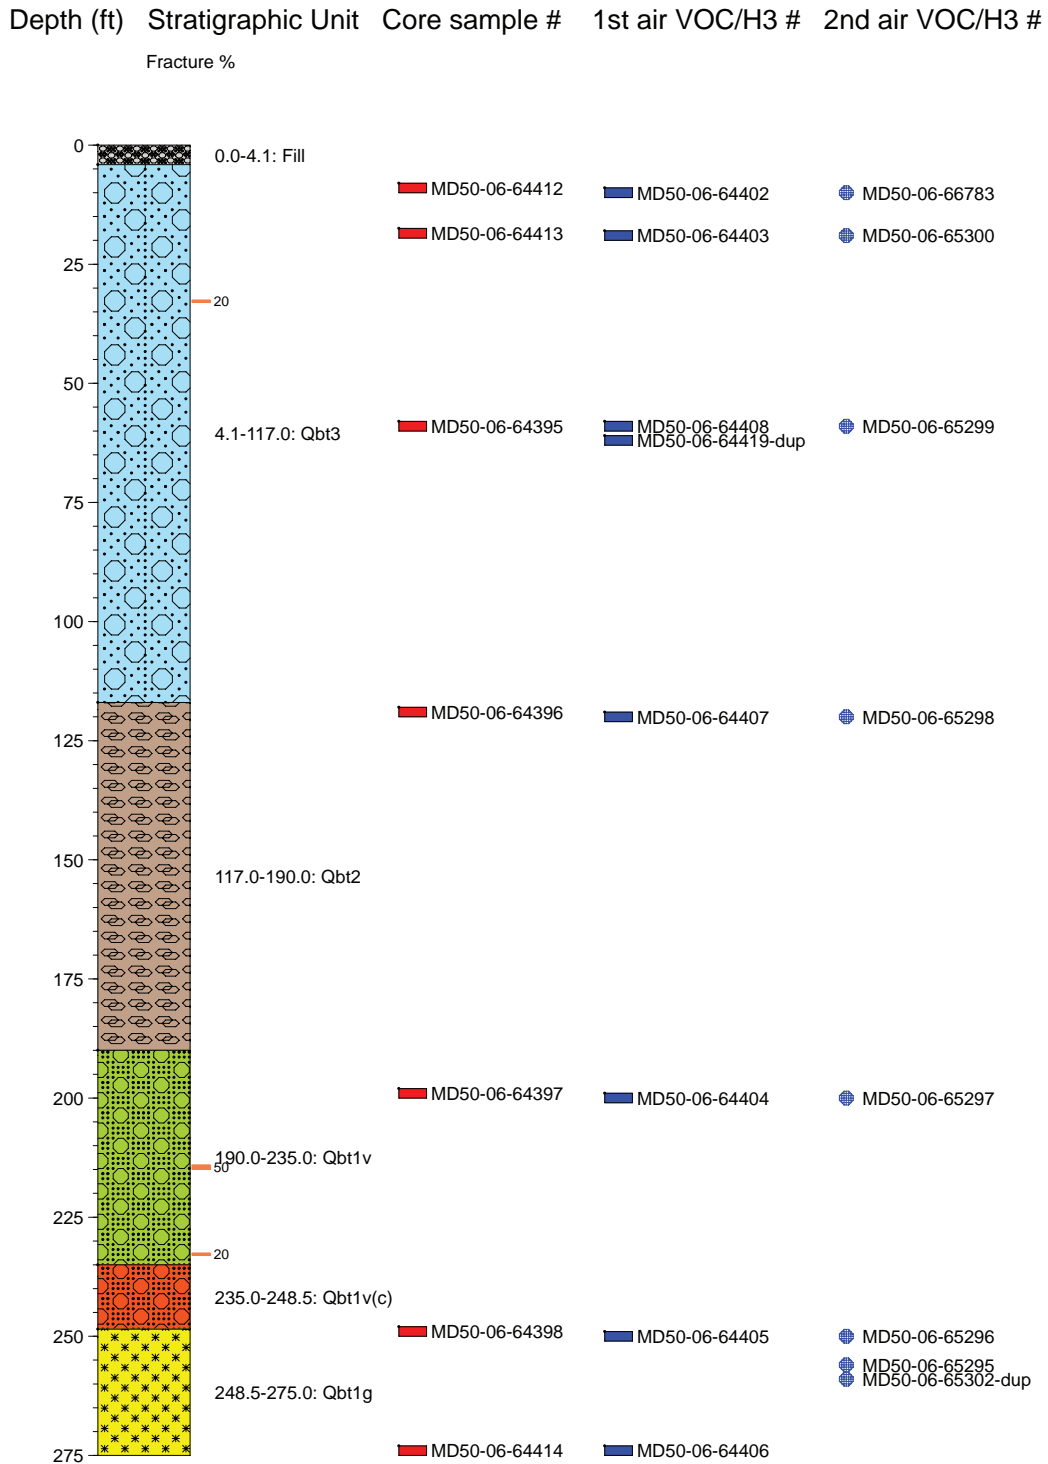 Depth (ft) Stratigraphic Unit Core sample # 1st air VOC/H3 # 2nd air VOC/H3 #
Fracture %
0
0.0-4.1: Fill
MD50-06-64412 MD50-06-64402 MD50-06-66783
MD50-06-64413 MD50-06-64403 MD50-06-65300
25
20
50
4.1-117.0: Qbt3 MD50-06-64395 MD50-06-64408 MD50-06-65299
MD50-06-64419-dup
75
100
MD50-06-64396 MD50-06-64407 MD50-06-65298
125
150
117.0-190.0: Qbt2
175
200 MD50-06-64397 MD50-06-64404 MD50-06-65297
190.0-235.0: Qbt1v
50
225
20
235.0-248.5: Qbt1v(c)
250 MD50-06-64398 MD50-06-64405 MD50-06-65296
MD50-06-65295
MD50-06-65302-dup
248.5-275.0: Qbt1g
275 MD50-06-64414 MD50-06-64406